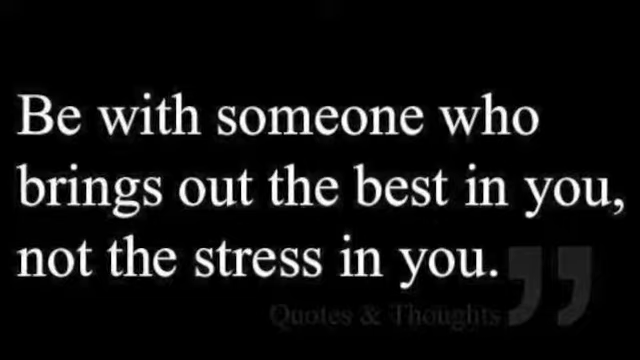 Be with someone who
brings out the best in you,
not the stress in you.
Quotes & Thoughts